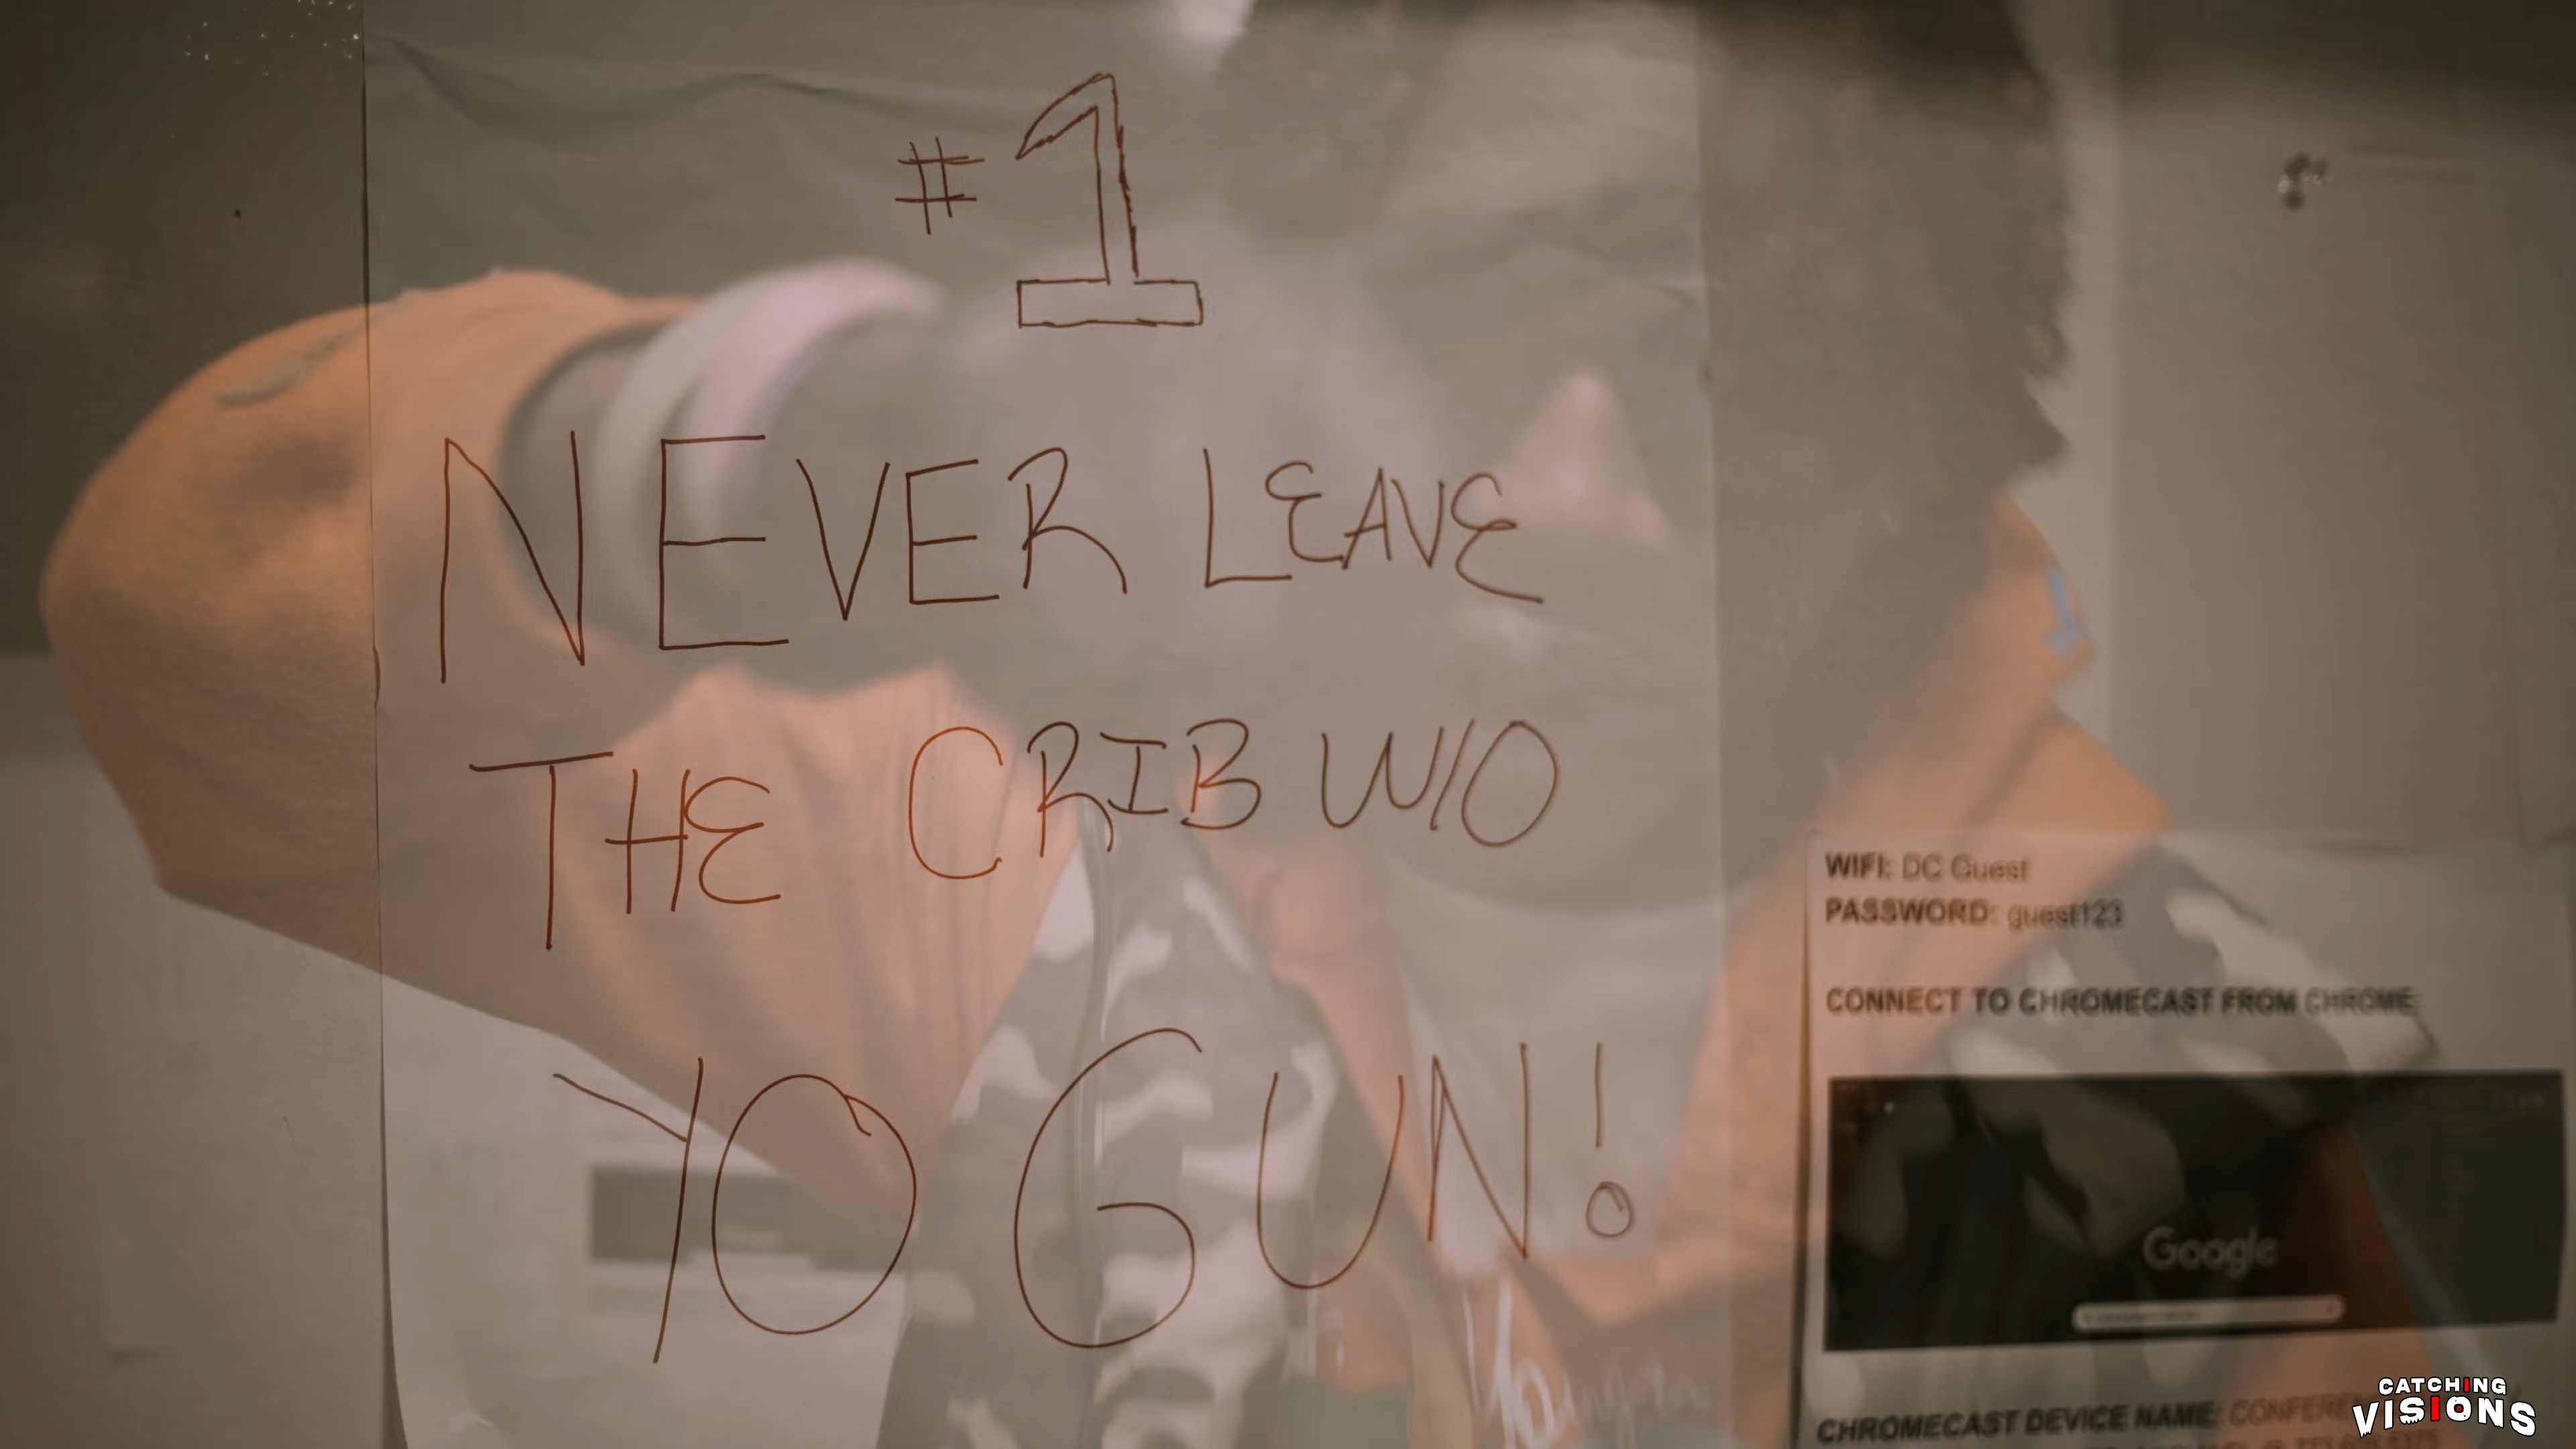 #1
NEVER LEAVE
THE CRIB W/O
YO GUN!
WIFI: DC Guest
PASSWORD: guest123
CONNECT TO CHROMECAST FROM CHROME
Google
CHROMECAST DEVICE NAME:
CATCHING
VISIONS